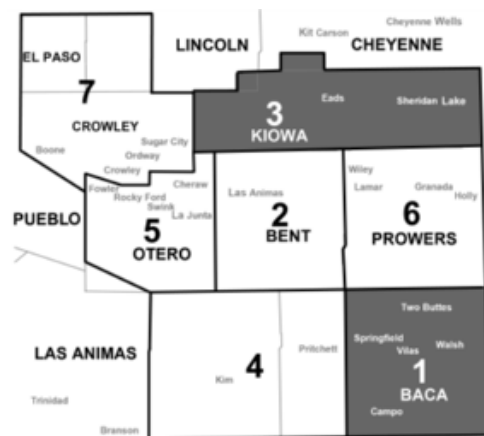 Cheyenne Wells
Kit Carson
LINCOLN
CHEYENNE
EL PASO
7
Eads
Sheridan Lake
3
KIOWA
CROWLEY
Sugar City
Boone
Ordway
Crowley
Wiley
Fowler
Cheraw
Las Animas
Lamar
Granada
Rocky Ford
Holly
Swink
La Junta
PUEBLO
5
2
6
OTERO
BENT
PROWERS
Two Buttes
Springfield
Walsh
LAS ANIMAS
Pritchett
Vilas
4
1
Kim
BACA
Trinidad
Campo
Branson